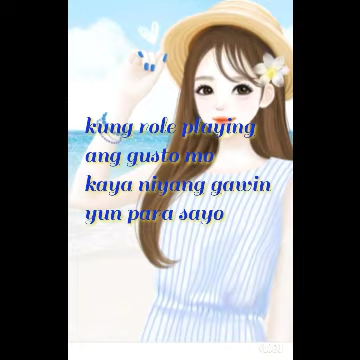 kung role playing
ang gusto mo
kaya niyang gawin
yun para sayo